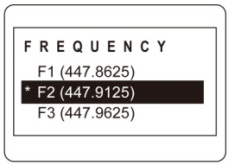 FREQUENCY
F1 (447.8625)
* F2 (447.9125)
F3 (447.9625)